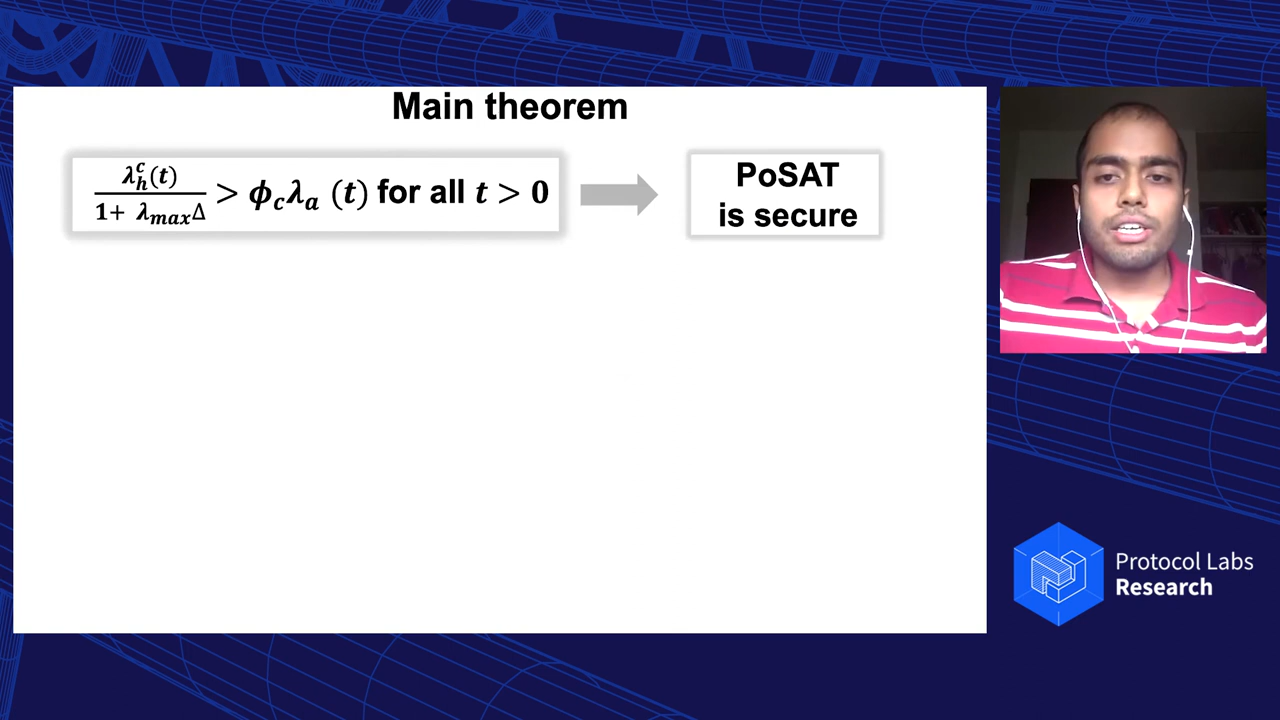 Main theorem
λ_h^c(t) / (1+ λ_max Δ) > ϕ_c λ_a (t) for all t > 0
PoSAT
is secure
Protocol Labs
Research